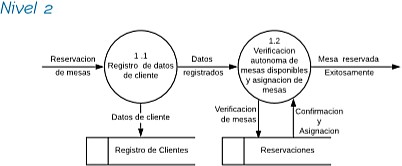 Nivel 2
Reservacion
de mesas
1 .1
Registro de datos
de cliente
Datos
registrados
1.2
Verificacion
autonoma de
mesas disponibles
y asignacion de
mesas
Mesa reservada
Exitosamente
Datos de cliente
Verificacion
de mesas
Confirmacion
y
Asignacion
Registro de Clientes
Reservaciones